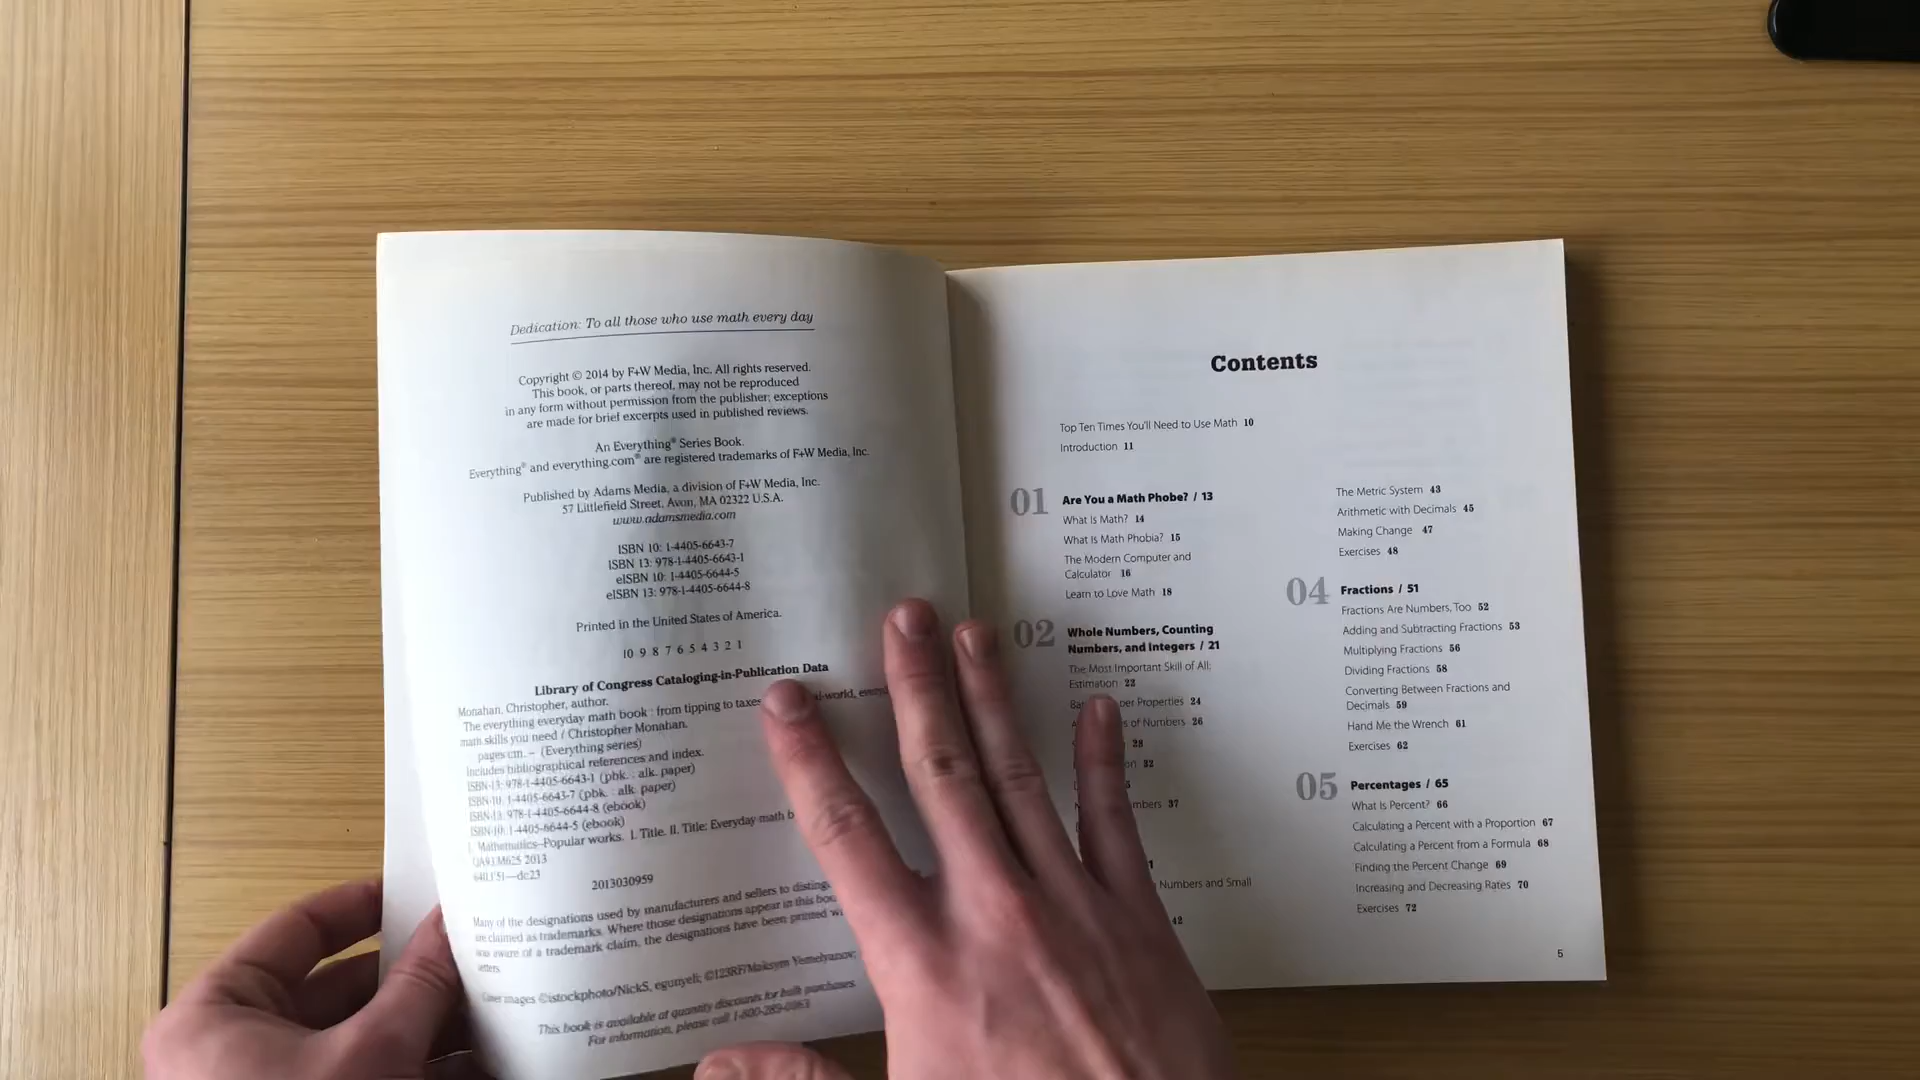 Dedication: To all those who use math every day
Copyright © 2014 by F+W Media, Inc. All rights reserved.
This book, or parts thereof, may not be reproduced
in any form without permission from the publisher; exceptions
are made for brief excerpts used in published reviews.
An Everything® Series Book.
Everything® and everything.com® are registered trademarks of F+W Media, Inc.
Published by Adams Media, a division of F+W Media, Inc.
57 Littlefield Street, Avon, MA 02322 U.S.A.
www.adamsmedia.com
ISBN 10: 1-4405-6643-7
ISBN 13: 978-1-4405-6643-1
eISBN 10: 1-4405-6644-5
eISBN 13: 978-1-4405-6644-8
Printed in the United States of America.
10 9 8 7 6 5 4 3 2 1
Library of Congress Cataloging-in-Publication Data
Monahan, Christopher, author.
The everything everyday math book : from tipping to taxes
math skills you need / Christopher Monahan.
pages cm. – (Everything series)
Includes bibliographical references and index.
ISBN-13: 978-1-4405-6643-1 (pbk. : alk. paper)
ISBN-10: 1-4405-6643-7 (pbk. : alk. paper)
ISBN-13: 978-1-4405-6644-8 (ebook)
ISBN-10: 1-4405-6644-5 (ebook)
1. Mathematics--Popular works. I. Title. II. Title: Everyday math
QA93.M625 2013
640.1'51—dc23
2013030959
Many of the designations used by manufacturers and sellers to
are claimed as trademarks. Where those designations appear in this
was aware of a trademark claim, the designations have been printed
letters.
Cover images ©istockphoto/NickS, egunyeli; ©123RF/Maksym Yemelyanov;
This book is available at quantity discounts for bulk purchases.
For information, please call 1-800-289-0963
Contents
Top Ten Times You'll Need to Use Math 10
Introduction 11
01 Are You a Math Phobe? / 13
What Is Math? 14
What Is Math Phobia? 15
The Modern Computer and
Calculator 16
Learn to Love Math 18
02 Whole Numbers, Counting
Numbers, and Integers / 21
The Most Important Skill of All:
Estimation 22
Properties 24
of Numbers 26
28
32
37
Numbers and Small
42
The Metric System 43
Arithmetic with Decimals 45
Making Change 47
Exercises 48
04 Fractions / 51
Fractions Are Numbers, Too 52
Adding and Subtracting Fractions 53
Multiplying Fractions 56
Dividing Fractions 58
Converting Between Fractions and
Decimals 59
Hand Me the Wrench 61
Exercises 62
05 Percentages / 65
What Is Percent? 66
Calculating a Percent with a Proportion 67
Calculating a Percent from a Formula 68
Finding the Percent Change 69
Increasing and Decreasing Rates 70
Exercises 72
5